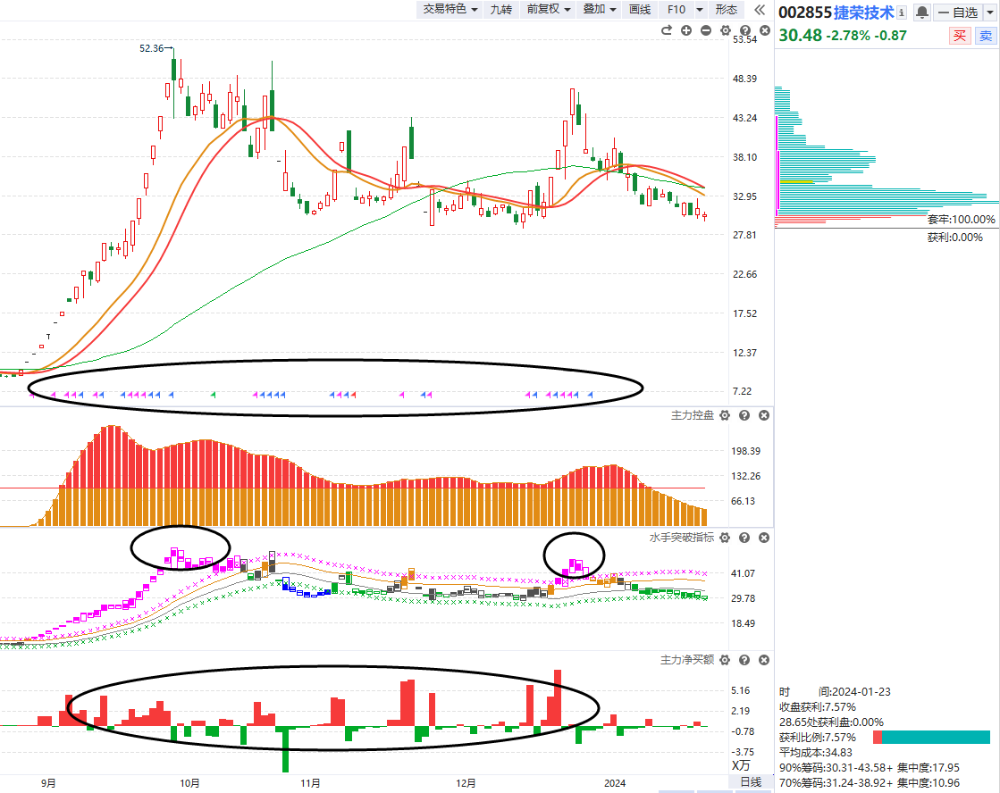 交易特色 九转 前复权 叠加 画线 F10 形态
002855捷荣技术 自选
30.48 -2.78% -0.87 买 卖
53.54
52.36
48.39
43.24
38.10
32.95
套牢:100.00%
27.81
获利:0.00%
22.66
17.52
12.37
7.22
主力控盘
198.39
132.26
66.13
水手突破指标
41.07
29.78
18.49
主力净买额
5.16
2.19
-0.78
-3.75
X万
时 间:2024-01-23
收盘获利:7.57%
28.65处获利盘:0.00%
获利比例:7.57%
平均成本:34.83
90%筹码:30.31-43.58+ 集中度:17.95
70%筹码:31.24-38.92+ 集中度:10.96
9月 10月 11月 12月 2024 日线